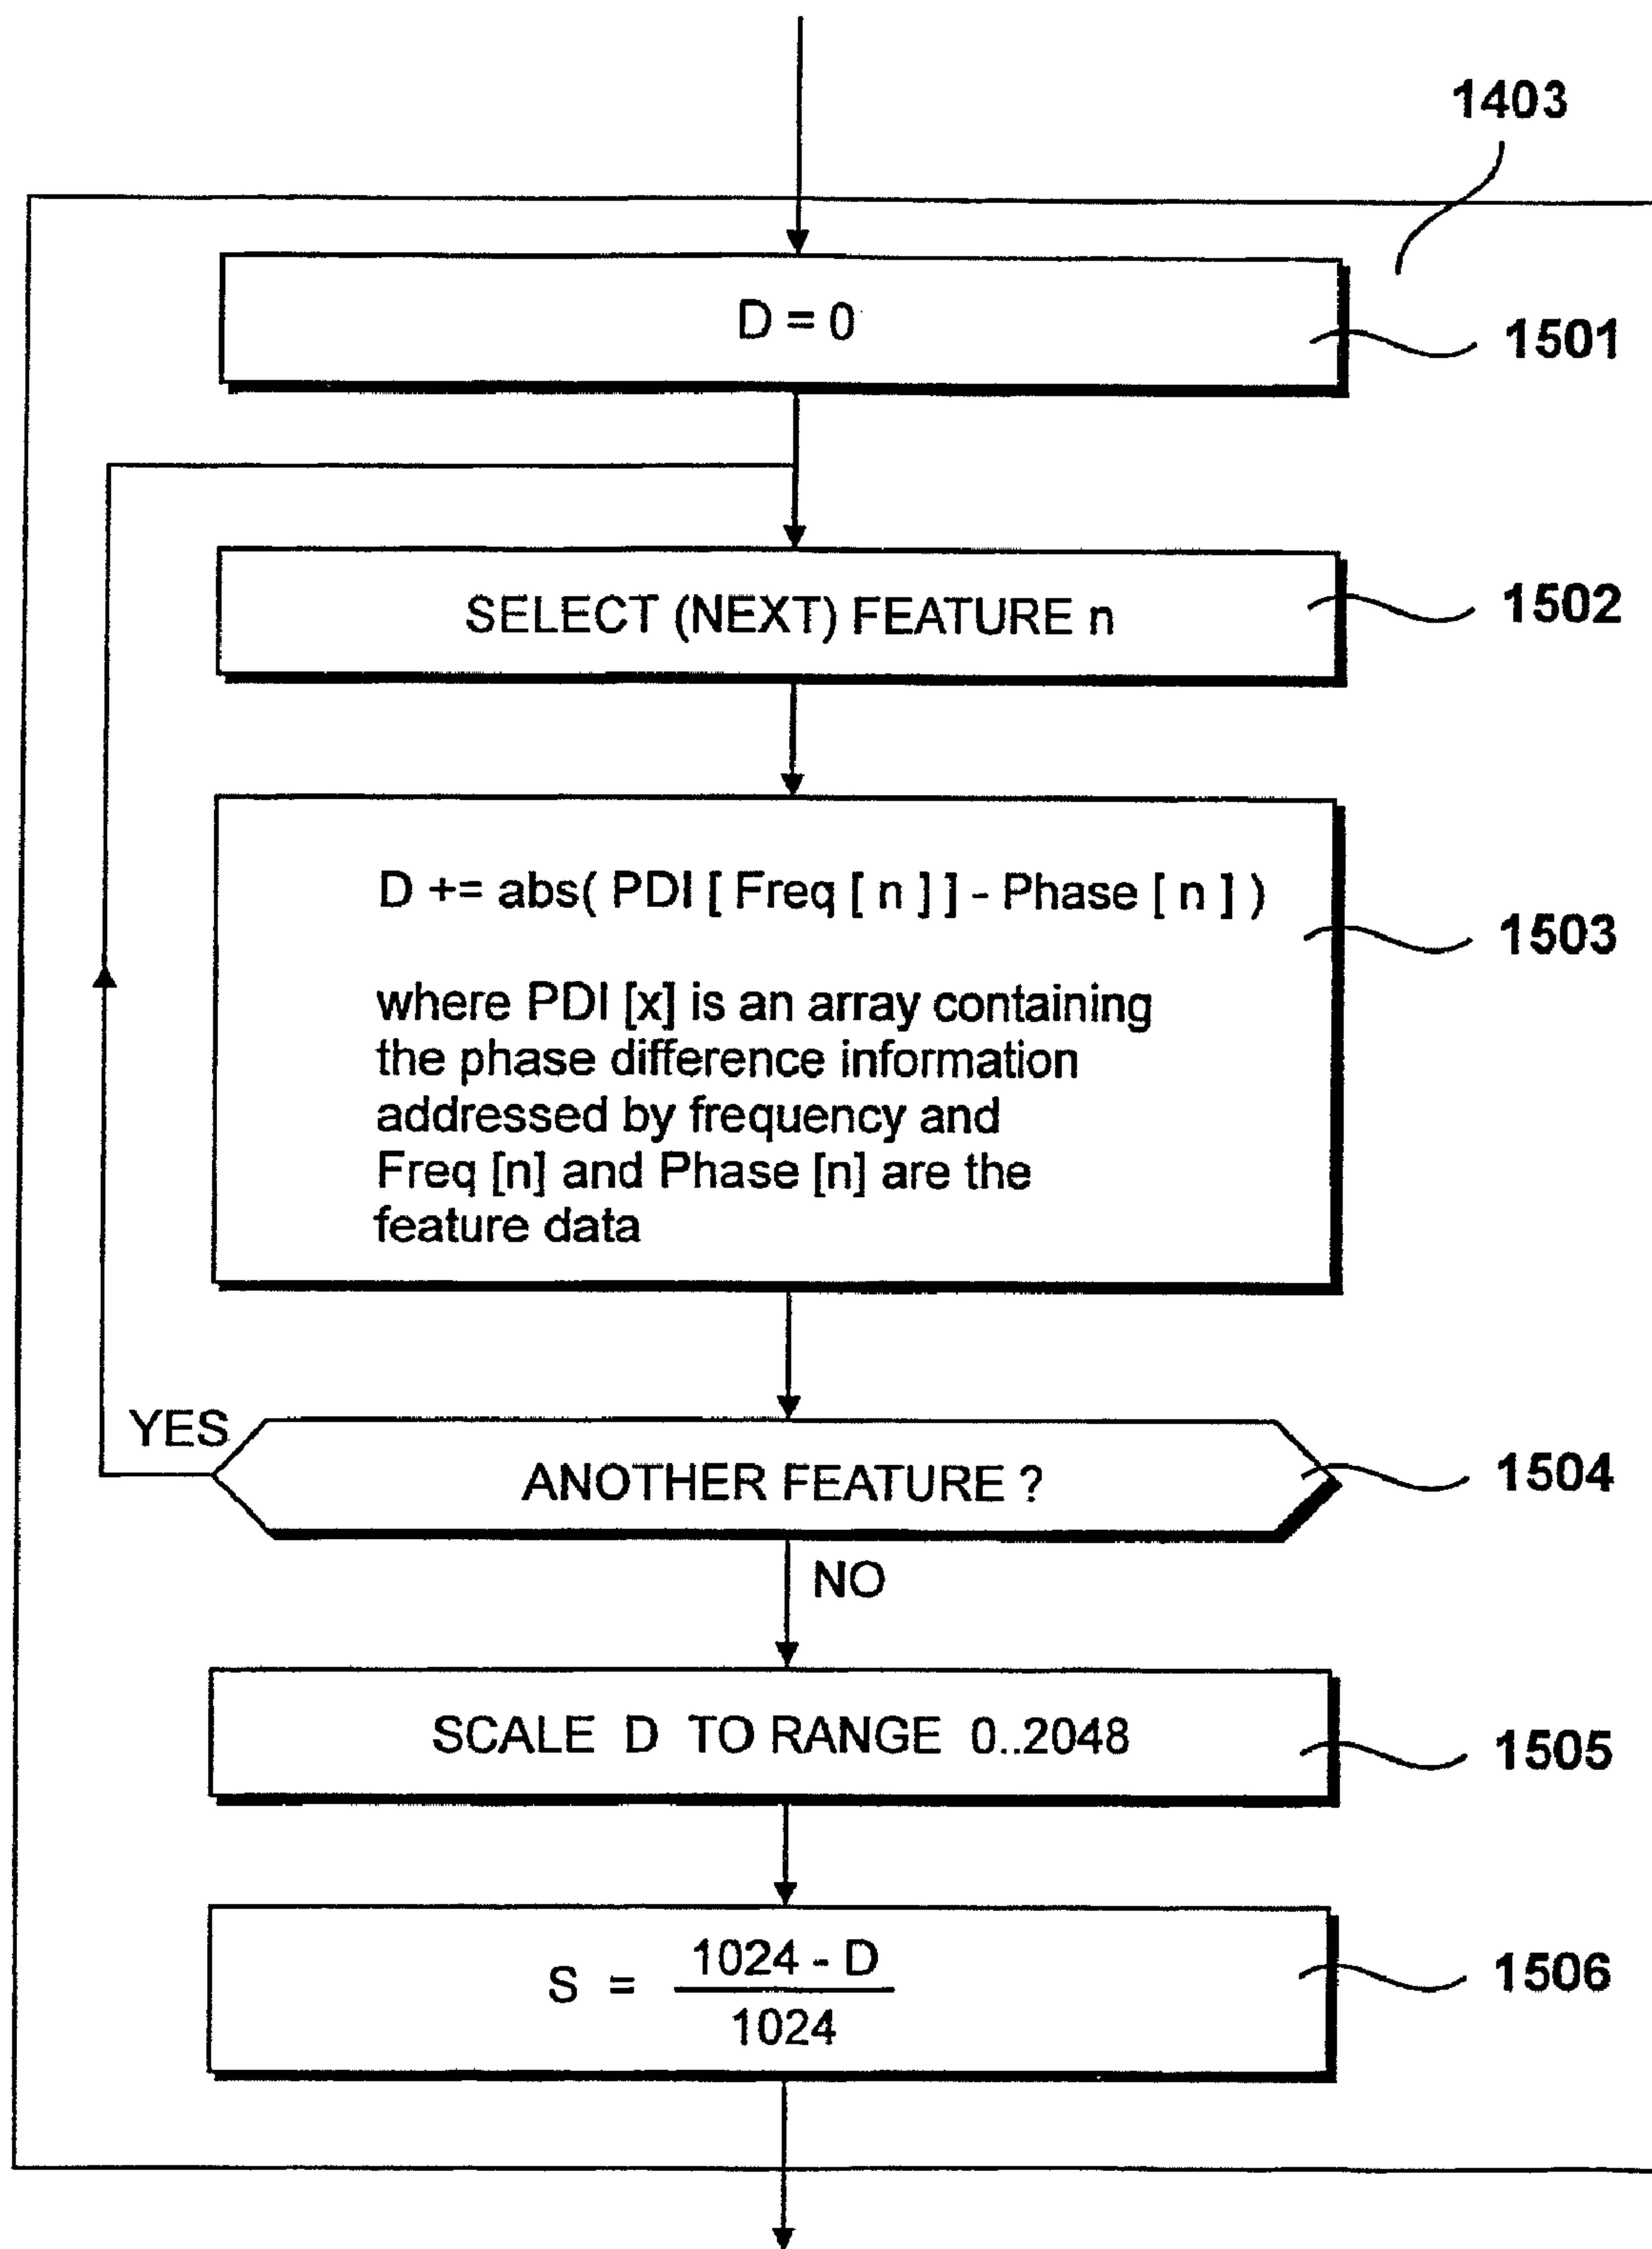 1403
D = 0
1501
SELECT (NEXT) FEATURE n
1502
D += abs( PDI [ Freq [ n ] ] - Phase [ n ] )
1503
where PDI [x] is an array containing
the phase difference information
addressed by frequency and
Freq [n] and Phase [n] are the
feature data
YES
ANOTHER FEATURE ?
1504
NO
SCALE D TO RANGE 0..2048
1505
S = 1024 - D
1024
1506